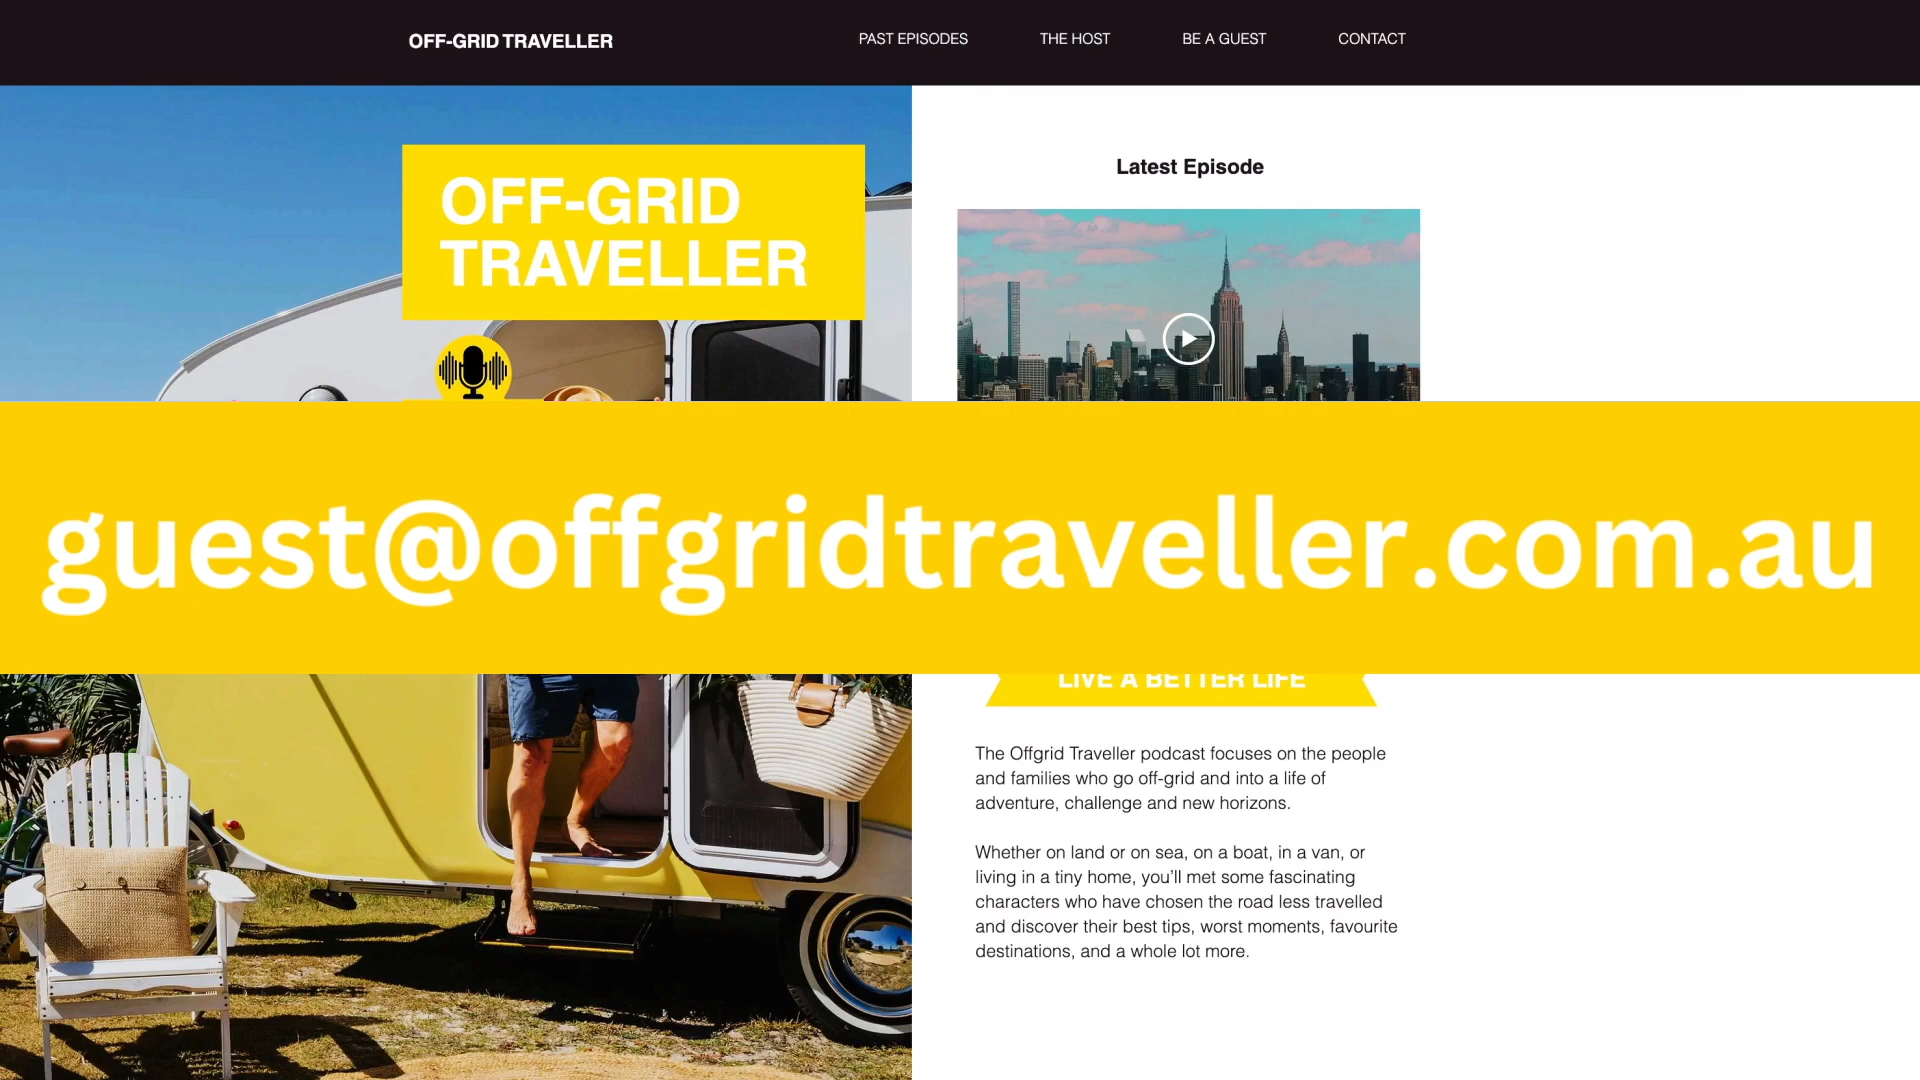 OFF-GRID TRAVELLER
PAST EPISODES
THE HOST
BE A GUEST
CONTACT
OFF-GRID
TRAVELLER
Latest Episode
guest@offgridtraveller.com.au
LIVE A BETTER LIFE
The Offgrid Traveller podcast focuses on the people
and families who go off-grid and into a life of
adventure, challenge and new horizons.
Whether on land or on sea, on a boat, in a van, or
living in a tiny home, you'll met some fascinating
characters who have chosen the road less travelled
and discover their best tips, worst moments, favourite
destinations, and a whole lot more.